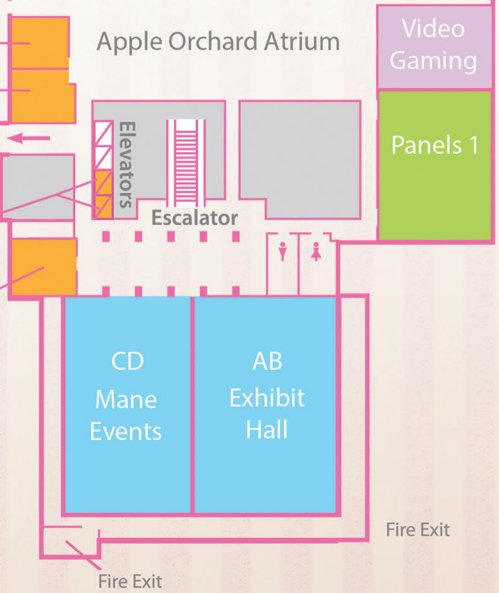 Video
Gaming
Apple Orchard Atrium
Panels 1
Elevators
Escalator
CD
Mane
Events
AB
Exhibit
Hall
Fire Exit
Fire Exit